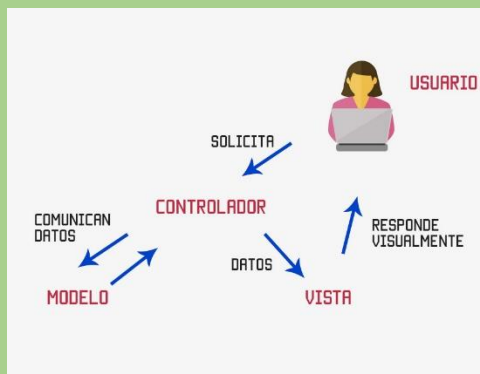 USUARIO
SOLICITA
CONTROLADOR
COMUNICAN
DATOS
RESPONDE
VISUALMENTE
DATOS
MODELO
VISTA